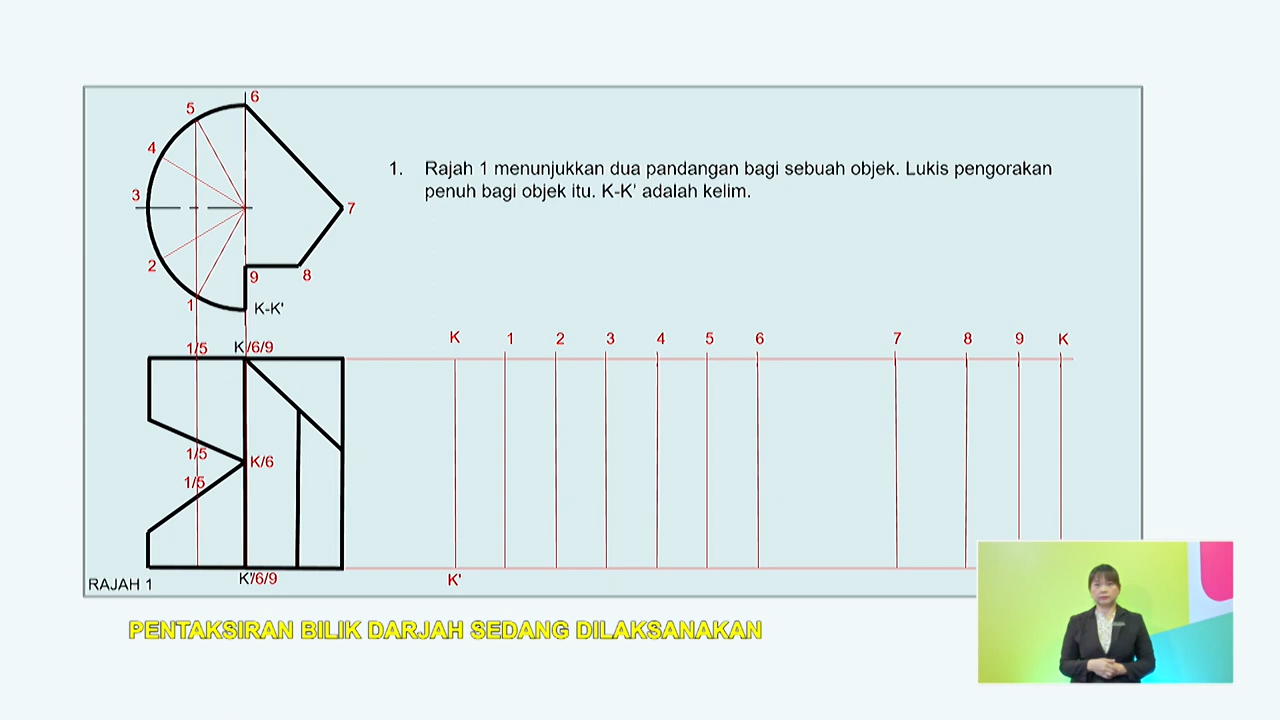 6
5
4
3
7
2
9
8
1
K-K'
1. Rajah 1 menunjukkan dua pandangan bagi sebuah objek. Lukis pengorakan
penuh bagi objek itu. K-K' adalah kelim.
K 1 2 3 4 5 6 7 8 9 K
1/5 K/6/9
1/5
K/6
1/5
K'/6/9
K'
RAJAH 1
PENTAKSIRAN BILIK DARJAH SEDANG DILAKSANAKAN